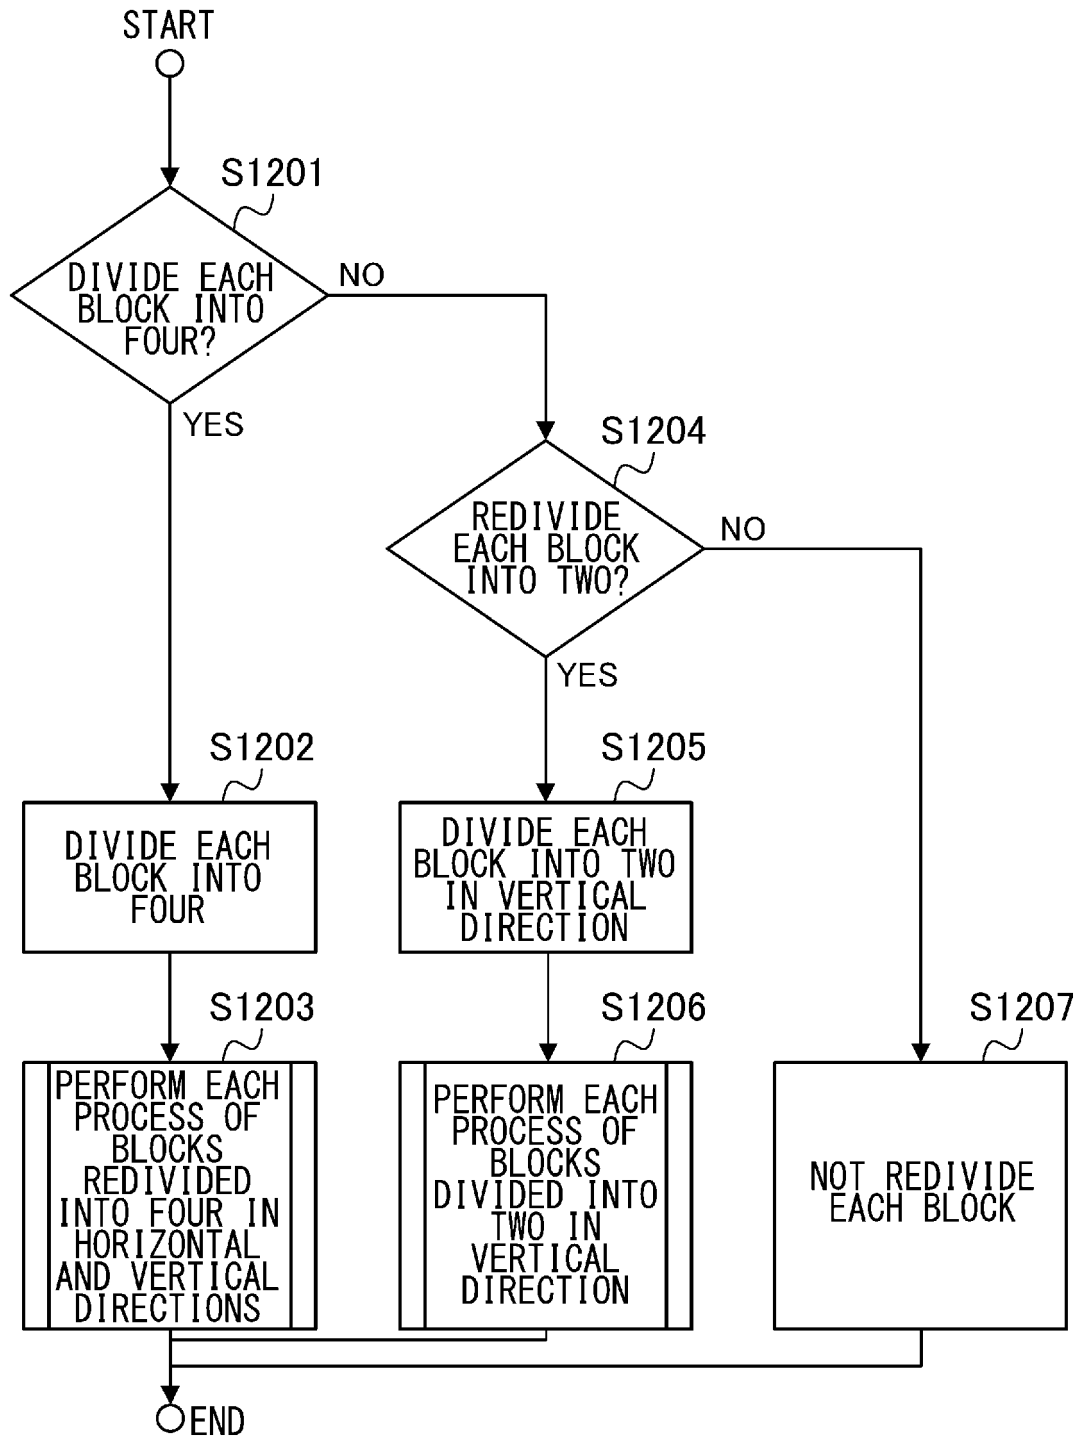 START
S1201
DIVIDE EACH
BLOCK INTO
FOUR?
NO
YES
S1204
REDIVIDE
EACH BLOCK
INTO TWO?
NO
YES
S1202
DIVIDE EACH
BLOCK INTO
FOUR
S1205
DIVIDE EACH
BLOCK INTO TWO
IN VERTICAL
DIRECTION
S1203
PERFORM EACH
PROCESS OF
BLOCKS
REDIVIDED
INTO FOUR IN
HORIZONTAL
AND VERTICAL
DIRECTIONS
S1206
PERFORM EACH
PROCESS OF
BLOCKS
DIVIDED INTO
TWO IN
VERTICAL
DIRECTION
S1207
NOT REDIVIDE
EACH BLOCK
END